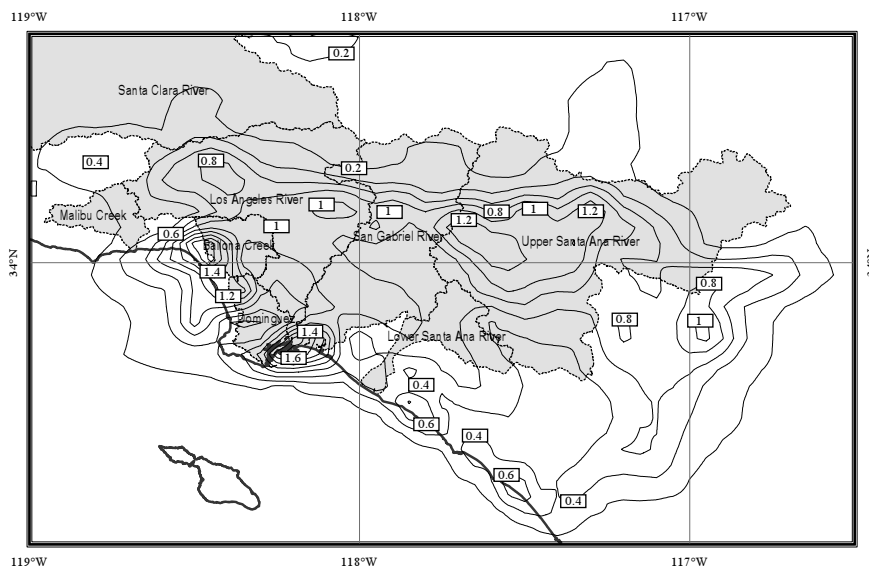 119°W 118°W 117°W
0.2
Santa Clara River
0.4
0.8
0.2
Los Angeles River
1
1
0.8
1
1.2
1.2
Malibu Creek
0.6
1
Ballona Creek
San Gabriel River
Upper Santa Ana River
34°N
1.4
0.8
1.2
Dominguez
1.4
0.8
1
Lower Santa Ana River
1.6
0.4
0.6
0.4
0.6
0.4
119°W 118°W 117°W